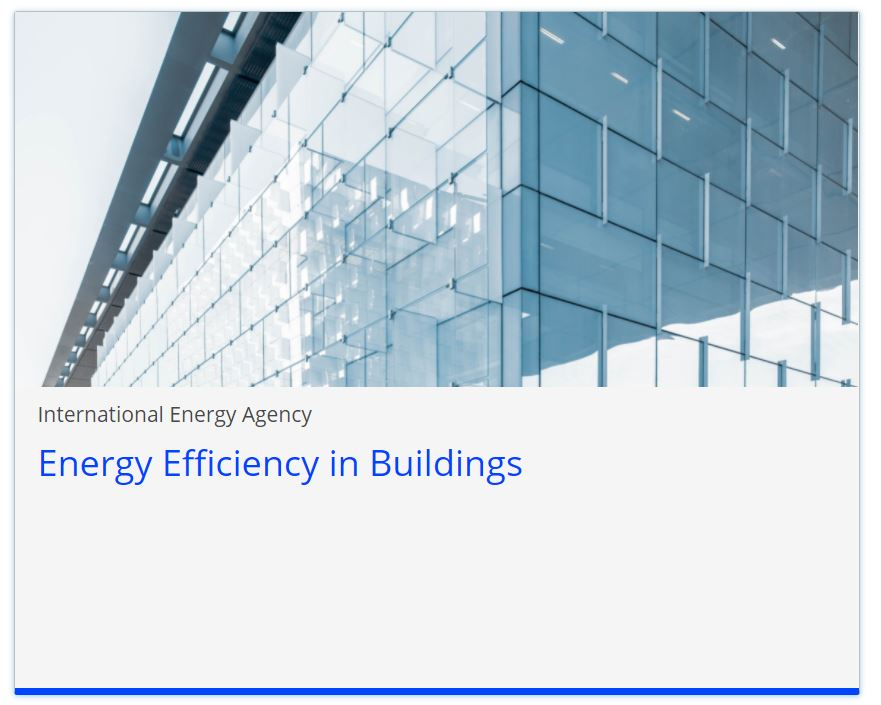 International Energy Agency
Energy Efficiency in Buildings